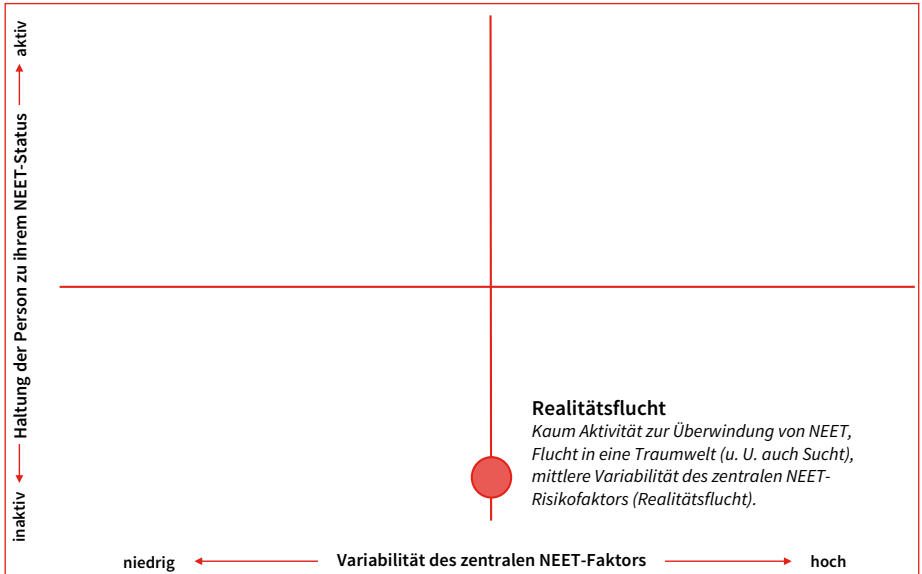 aktiv
Haltung der Person zu ihrem NEET-Status
inaktiv
Realitätsflucht
Kaum Aktivität zur Überwindung von NEET,
Flucht in eine Traumwelt (u. U. auch Sucht),
mittlere Variabilität des zentralen NEET-
Risikofaktors (Realitätsflucht).
niedrig
Variabilität des zentralen NEET-Faktors
hoch